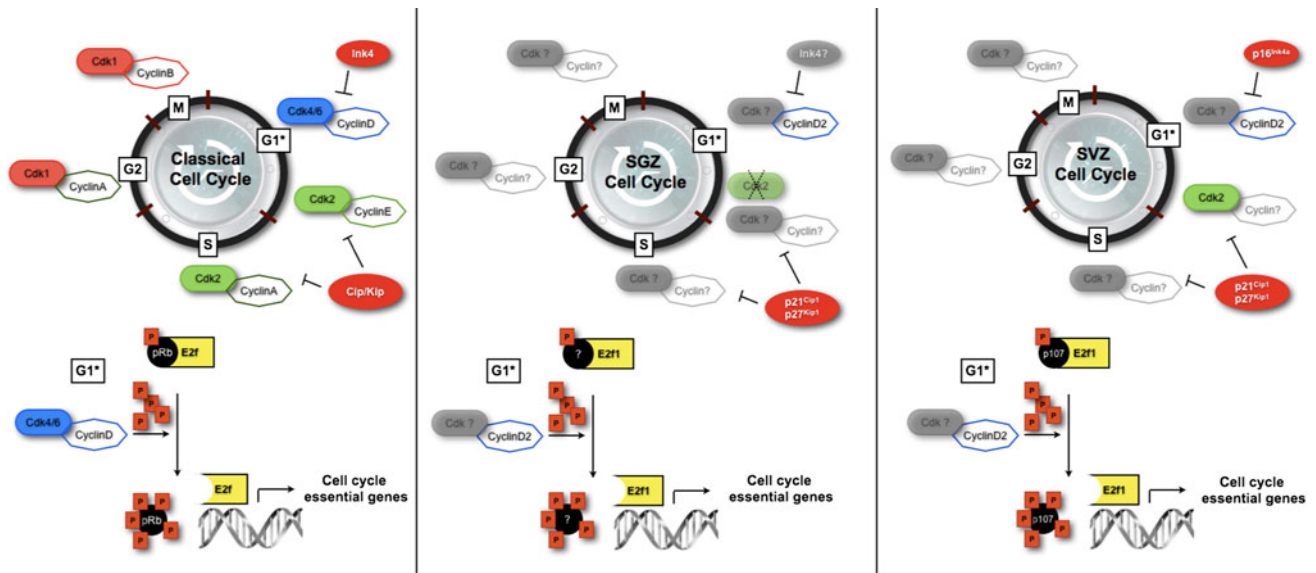 Cdk1
CyclinB
Ink4
Cdk4/6
CyclinD
M
G1*
Classical
Cell Cycle
G2
Cdk1
CyclinA
Cdk2
CyclinE
S
Cdk2
CyclinA
Cip/Kip
P
pRb
E2f
G1*
P
P
P
P
Cdk4/6
CyclinD
E2f
Cell cycle
essential genes
P
P
P
pRb
P
P
P
Cdk ?
Cyclin?
Ink4?
Cdk ?
CyclinD2
M
G1*
SGZ
Cell Cycle
G2
Cdk ?
Cyclin?
Cdk2
Cdk ?
Cyclin?
S
Cdk ?
Cyclin?
p21Cip1
p27Kip1
P
?
E2f1
G1*
P
P
P
P
Cdk ?
CyclinD2
E2f1
Cell cycle
essential genes
P
P
P
?
P
P
P
Cdk ?
Cyclin?
p16Ink4a
Cdk ?
CyclinD2
M
G1*
SVZ
Cell Cycle
G2
Cdk ?
Cyclin?
Cdk2
Cyclin?
S
Cdk ?
Cyclin?
p21Cip1
p27Kip1
P
p107
E2f1
G1*
P
P
P
P
Cdk ?
CyclinD2
E2f1
Cell cycle
essential genes
P
P
P
p107
P
P
P